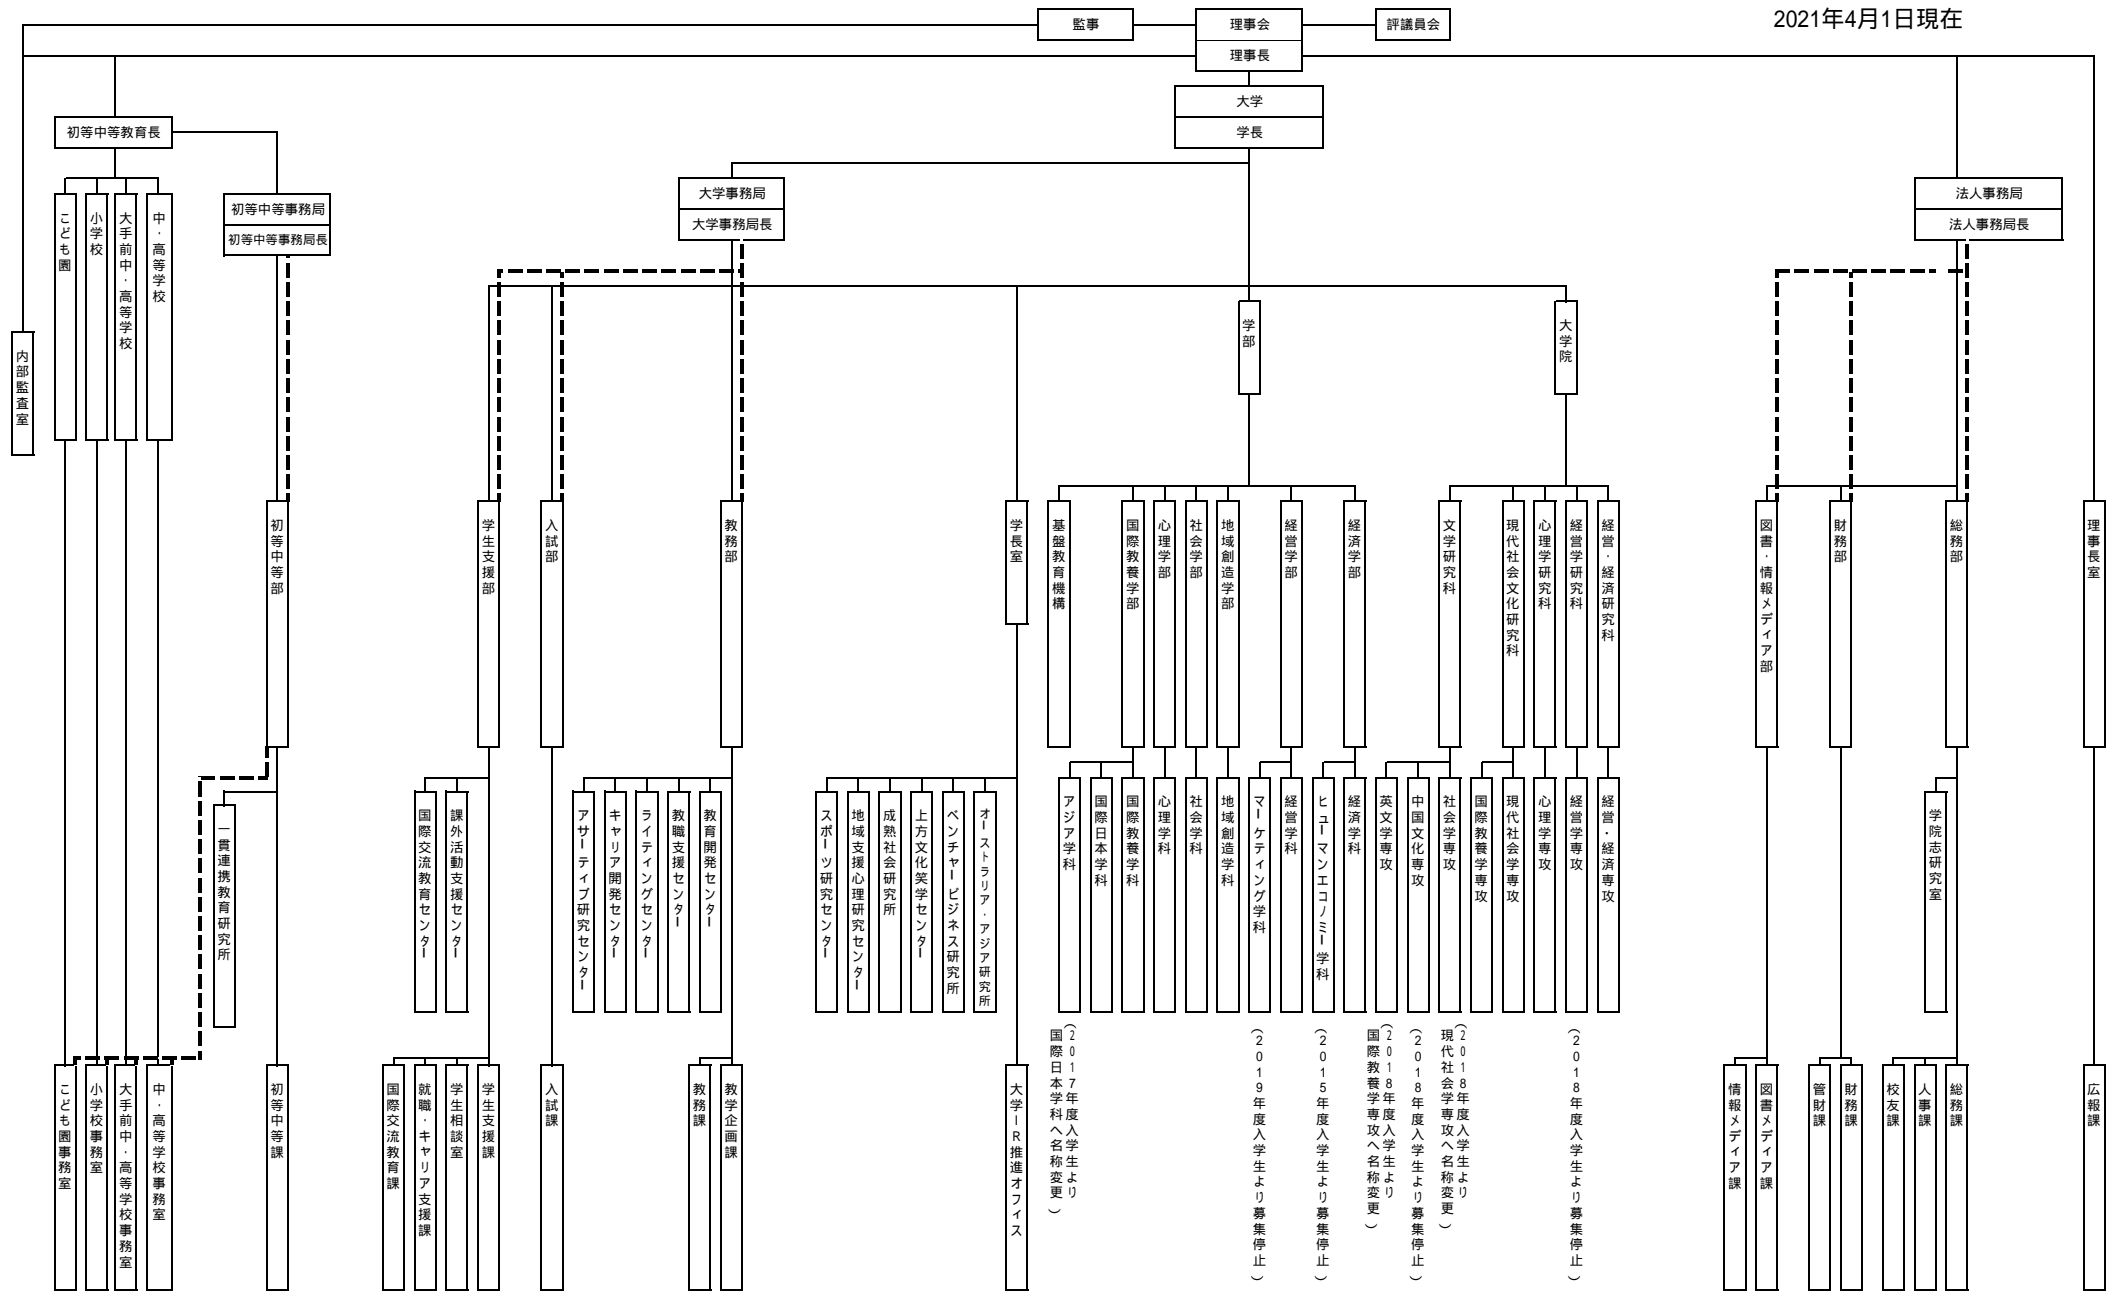 2021年4月1日現在
監事
理事会
評議員会
理事長
大学
学長
初等中等教育長
大学事務局
大学事務局長
法人事務局
法人事務局長
初等中等事務局
初等中等事務局長
こども園
小学校
大手前中・高等学校
中・高等学校
内部監査室
学部
大学院
初等中等部
学生支援部
入試部
教務部
学長室
基盤教育機構
国際教養学部
心理学部
社会学部
地域創造学部
経営学部
経済学部
文学研究科
現代社会文化研究科
心理学研究科
経営学研究科
経営・経済研究科
図書・情報メディア部
財務部
総務部
理事長室
一貫連携教育研究所
国際交流教育センター
課外活動支援センター
アサーティブ研究センター
キャリア開発センター
ライティングセンター
教職支援センター
教育開発センター
スポーツ研究センター
地域支援心理研究センター
成熟社会研究所
上方文化笑学センター
ベンチャービジネス研究所
オーストラリア・アジア研究所
アジア学科
国際日本学科
国際教養学科
心理学科
社会学科
地域創造学科
マーケティング学科
経営学科
ヒューマンエコノミー学科
経済学科
英文学専攻
中国文化専攻
社会学専攻
国際教養学専攻
現代社会学専攻
心理学専攻
経営学専攻
経営・経済専攻
学院志研究室
(2017年度入学生より
国際日本学科へ名称変更)
(2019年度入学生より募集停止)
(2015年度入学生より募集停止)
(2018年度入学生より
国際教養学専攻へ名称変更)
(2018年度入学生より募集停止)
(2018年度入学生より
現代社会学専攻へ名称変更)
(2018年度入学生より募集停止)
こども園事務室
小学校事務室
大手前中・高等学校事務室
中・高等学校事務室
初等中等課
国際交流教育課
就職・キャリア支援課
学生相談室
学生支援課
入試課
教務課
教学企画課
大学IR推進オフィス
情報メディア課
図書メディア課
管財課
財務課
校友課
人事課
総務課
広報課